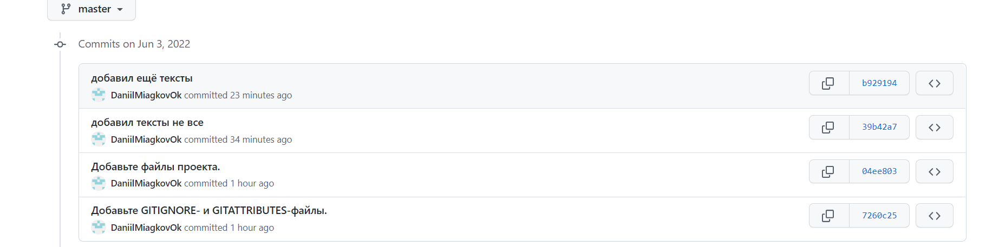 master
Commits on Jun 3, 2022
добавил ещё тексты
DaniilMiagkovOk committed 23 minutes ago
b929194
добавил тексты не все
DaniilMiagkovOk committed 34 minutes ago
39b42a7
Добавьте файлы проекта.
DaniilMiagkovOk committed 1 hour ago
04ee803
Добавьте GITIGNORE- и GITATTRIBUTES-файлы.
DaniilMiagkovOk committed 1 hour ago
7260c25